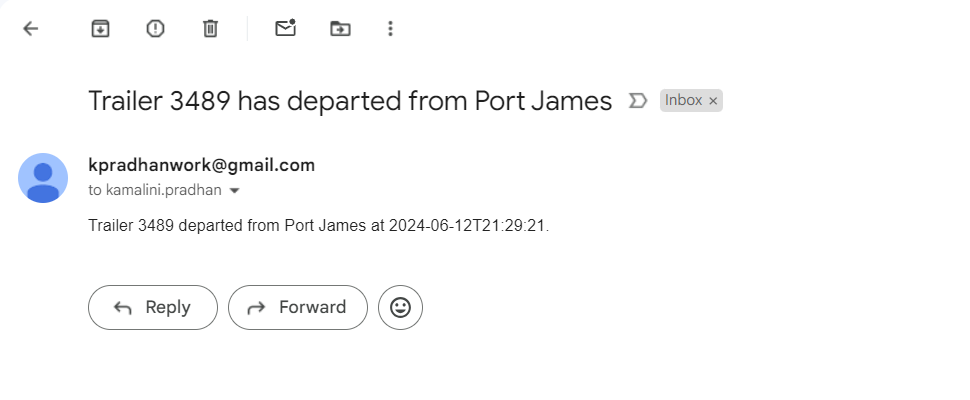 Trailer 3489 has departed from Port James Inbox ×
kpradhanwork@gmail.com
to kamalini.pradhan
Trailer 3489 departed from Port James at 2024-06-12T21:29:21.
Reply Forward